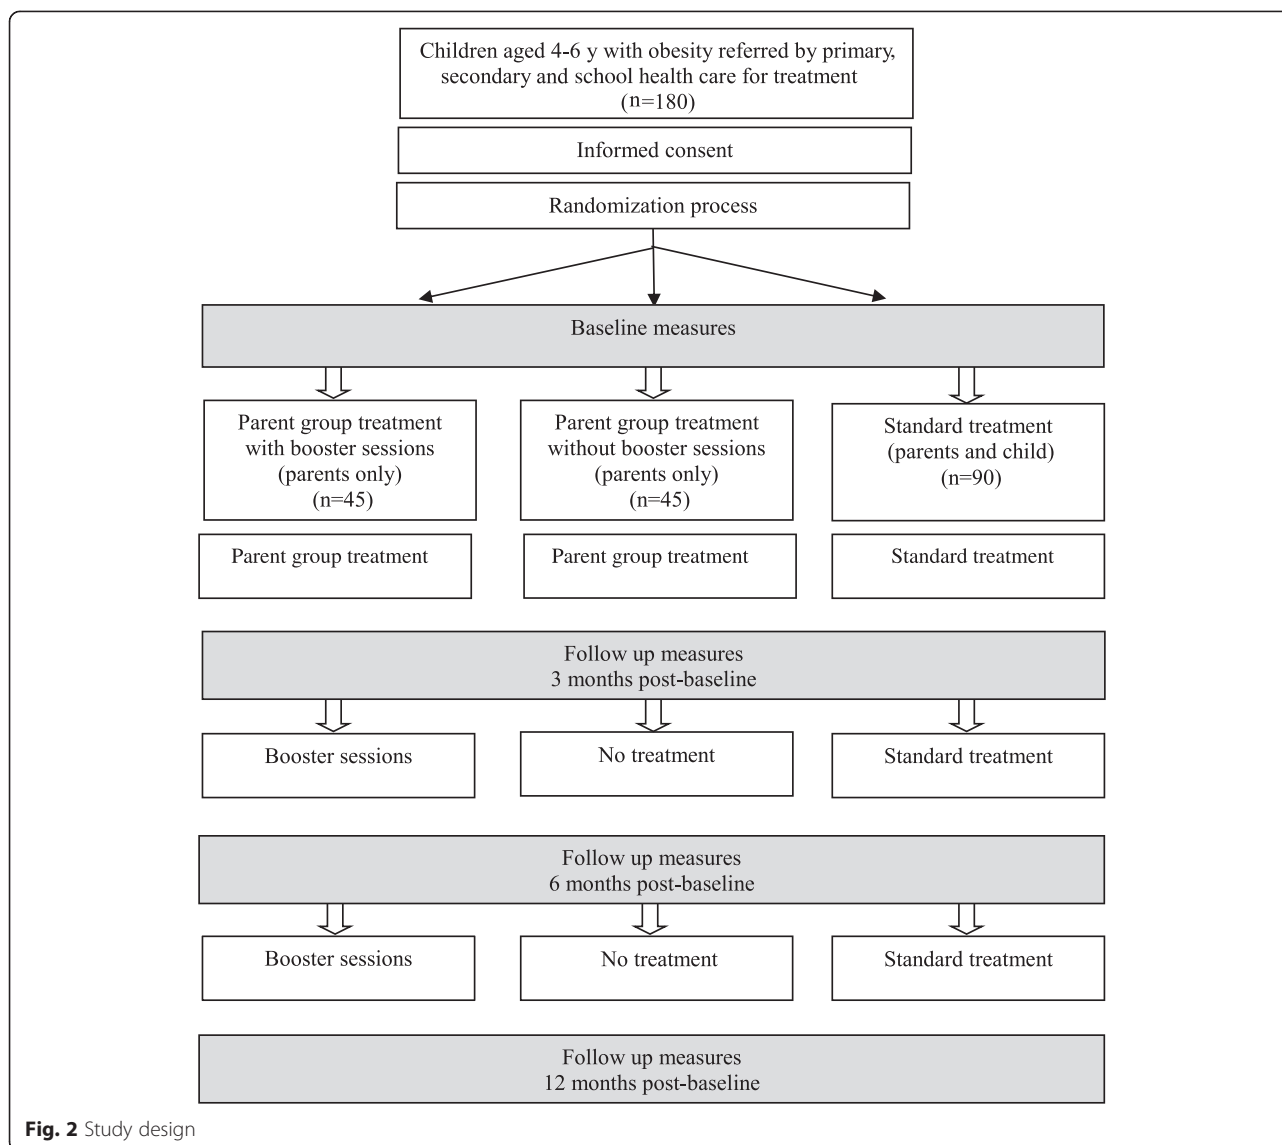 Children aged 4-6 y with obesity referred by primary,
secondary and school health care for treatment
(n=180)
Informed consent
Randomization process
Baseline measures
Parent group treatment
with booster sessions
(parents only)
(n=45)
Parent group treatment
without booster sessions
(parents only)
(n=45)
Standard treatment
(parents and child)
(n=90)
Parent group treatment
Parent group treatment
Standard treatment
Follow up measures
3 months post-baseline
Booster sessions
No treatment
Standard treatment
Follow up measures
6 months post-baseline
Booster sessions
No treatment
Standard treatment
Follow up measures
12 months post-baseline
Fig. 2 Study design